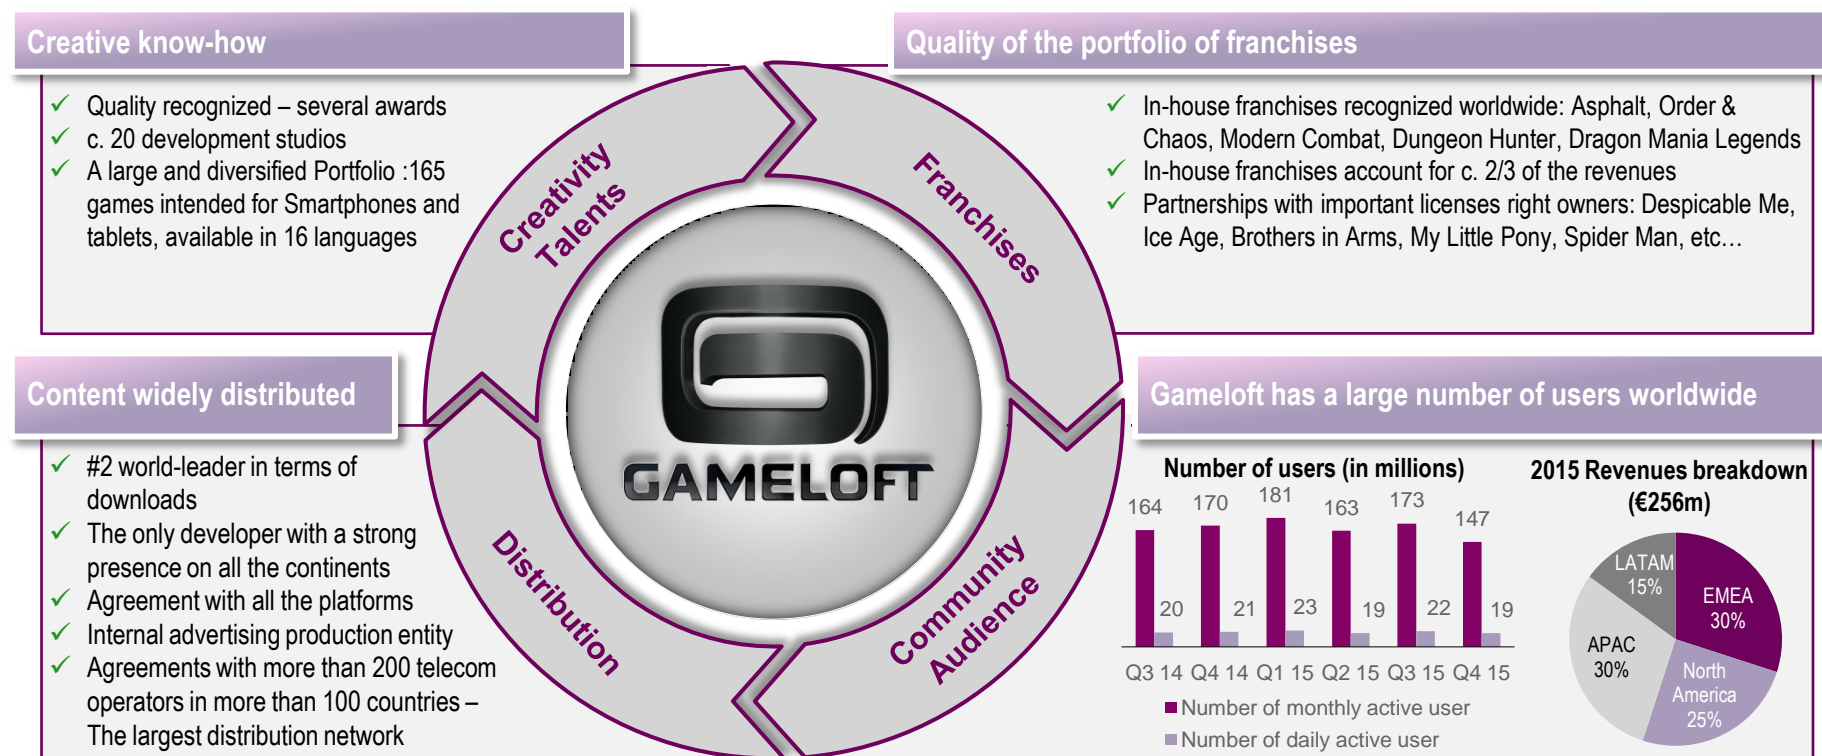 Creative know-how
Quality recognized – several awards
c. 20 development studios
A large and diversified Portfolio :165
games intended for Smartphones and
tablets, available in 16 languages
Quality of the portfolio of franchises
In-house franchises recognized worldwide: Asphalt, Order &
Chaos, Modern Combat, Dungeon Hunter, Dragon Mania Legends
In-house franchises account for c. 2/3 of the revenues
Partnerships with important licenses right owners: Despicable Me,
Ice Age, Brothers in Arms, My Little Pony, Spider Man, etc…
Creativity
Talents
Franchises
GAMELOFT
Distribution
Community
Audience
Content widely distributed
#2 world-leader in terms of
downloads
The only developer with a strong
presence on all the continents
Agreement with all the platforms
Internal advertising production entity
Agreements with more than 200 telecom
operators in more than 100 countries –
The largest distribution network
Gameloft has a large number of users worldwide
Number of users (in millions)
164 170 181 163 173 147
20 21 23 19 22 19
Q3 14 Q4 14 Q1 15 Q2 15 Q3 15 Q4 15
Number of monthly active user
Number of daily active user
2015 Revenues breakdown
(€256m)
LATAM
15%
EMEA
30%
APAC
30%
North
America
25%